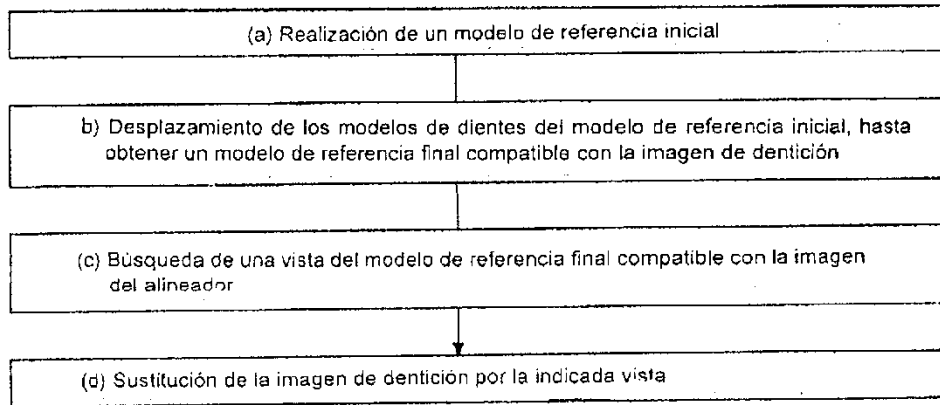 (a) Realización de un modelo de referencia inicial
b) Desplazamiento de los modelos de dientes del modelo de referencia inicial, hasta
obtener un modelo de referencia final compatible con la imagen de dentición
(c) Búsqueda de una vista del modelo de referencia final compatible con la imagen
del alineador
(d) Sustitución de la imagen de dentición por la indicada vista